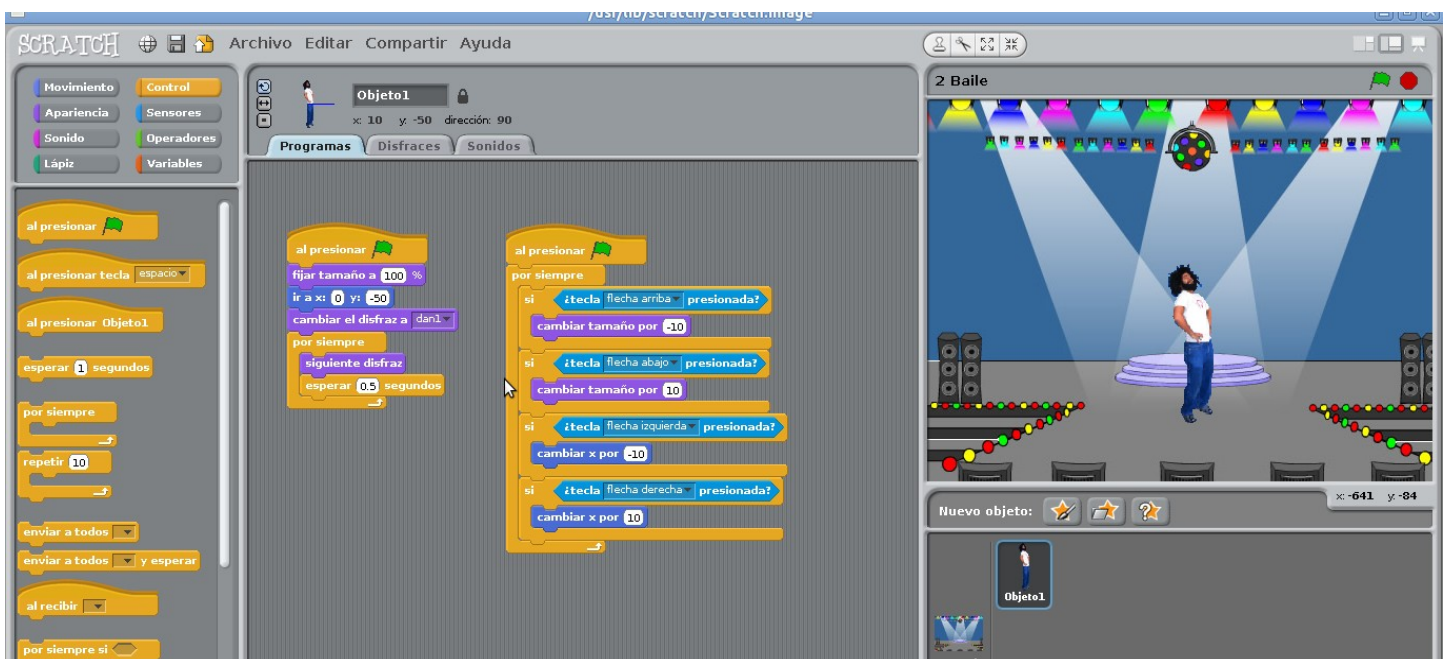 /usr/lib/scratch/Scratch.image
SCRATCH
Archivo Editar Compartir Ayuda
Movimiento
Control
Apariencia
Sensores
Sonido
Operadores
Lápiz
Variables
al presionar
al presionar tecla espacio
al presionar Objeto1
esperar 1 segundos
por siempre
repetir 10
enviar a todos
enviar a todos y esperar
al recibir
por siempre si
Objeto1
x: 10 y: -50 dirección: 90
Programas
Disfraces
Sonidos
al presionar
fijar tamaño a 100 %
ir a x: 0 y: -50
cambiar el disfraz a dan1
por siempre
siguiente disfraz
esperar 0.5 segundos
al presionar
por siempre
si ¿tecla flecha arriba presionada?
cambiar tamaño por -10
si ¿tecla flecha abajo presionada?
cambiar tamaño por 10
si ¿tecla flecha izquierda presionada?
cambiar x por -10
si ¿tecla flecha derecha presionada?
cambiar x por 10
2 Baile
x: -641 y: -84
Nuevo objeto:
Objeto1